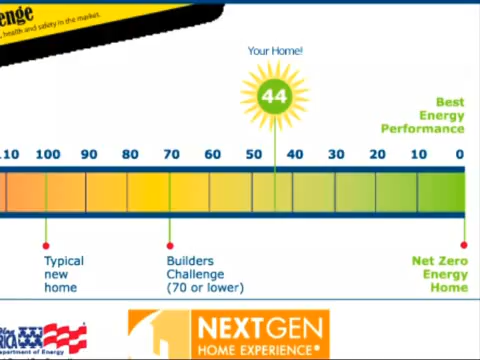 enge
health and safety in the market.
Your Home!
44
Best
Energy
Performance
110 100 90 80 70 60 50 40 30 20 10 0
Typical
new
home
Builders
Challenge
(70 or lower)
Net Zero
Energy
Home
RICA
Department of Energy
NEXTGEN
HOME EXPERIENCE®